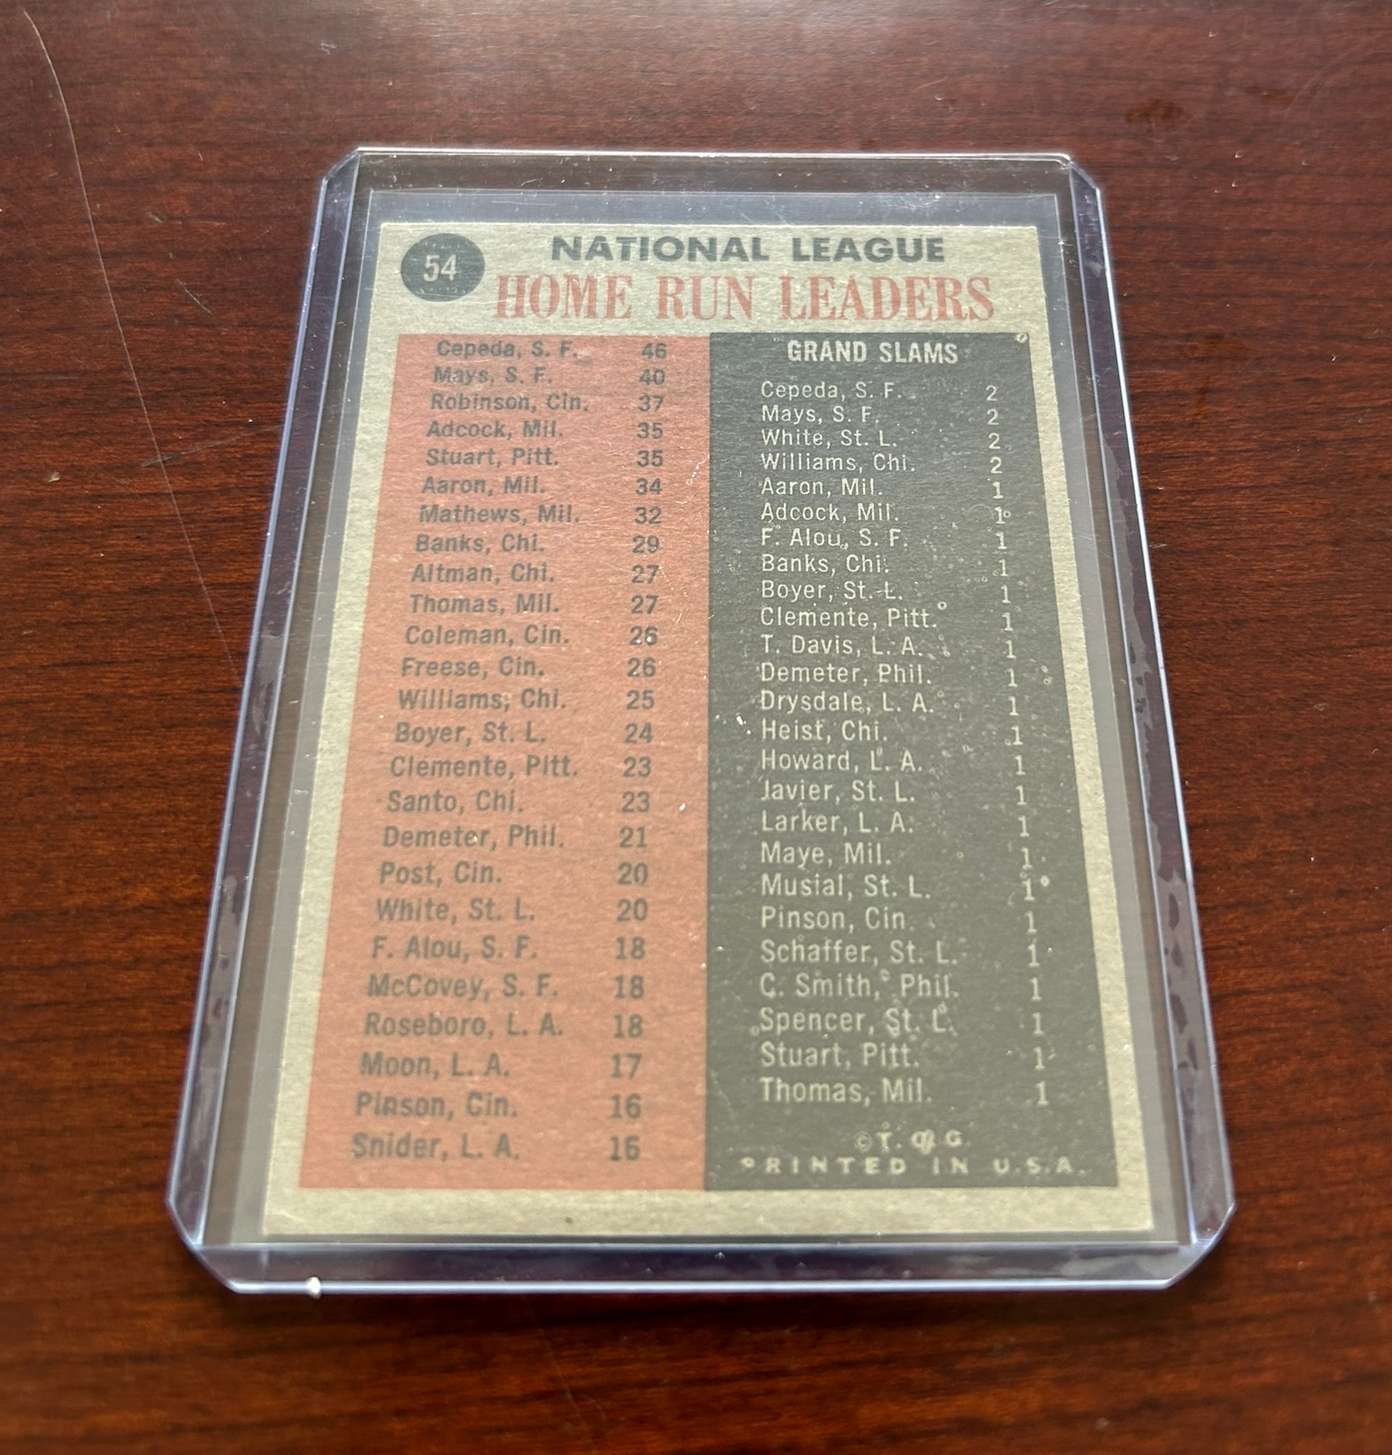 54
NATIONAL LEAGUE
HOME RUN LEADERS
Cepeda, S. F. 46
Mays, S. F. 40
Robinson, Cin. 37
Adcock, Mil. 35
Stuart, Pitt. 35
Aaron, Mil. 34
Mathews, Mil. 32
Banks, Chi. 29
Altman, Chi. 27
Thomas, Mil. 27
Coleman, Cin. 26
Freese, Cin. 26
Williams, Chi. 25
Boyer, St. L. 24
Clemente, Pitt. 23
Santo, Chi. 23
Demeter, Phil. 21
Post, Cin. 20
White, St. L. 20
F. Alou, S. F. 18
McCovey, S. F. 18
Roseboro, L. A. 18
Moon, L. A. 17
Pinson, Cin. 16
Snider, L. A. 16
GRAND SLAMS
Cepeda, S. F. 2
Mays, S. F. 2
White, St. L. 2
Williams, Chi. 2
Aaron, Mil. 1
Adcock, Mil. 1
F. Alou, S. F. 1
Banks, Chi. 1
Boyer, St. L. 1
Clemente, Pitt. 1
T. Davis, L. A. 1
Demeter, Phil. 1
Drysdale, L. A. 1
Heist, Chi. 1
Howard, L. A. 1
Javier, St. L. 1
Larker, L. A. 1
Maye, Mil. 1
Musial, St. L. 1
Pinson, Cin. 1
Schaffer, St. L. 1
C. Smith, Phil. 1
Spencer, St. L. 1
Stuart, Pitt. 1
Thomas, Mil. 1
©T. C. G.
PRINTED IN U.S.A.